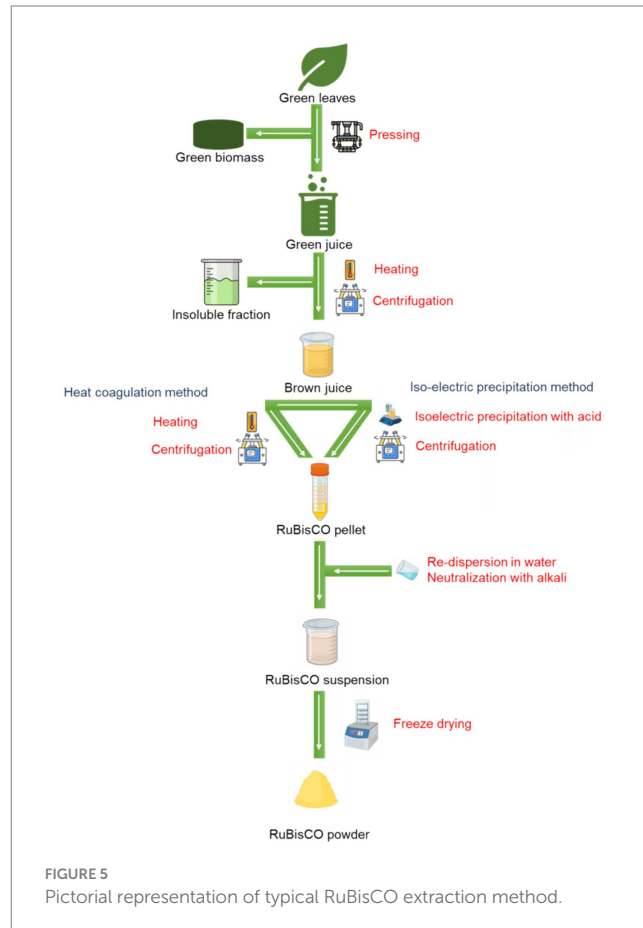 Green leaves
Pressing
Green biomass
Green juice
Heating
Centrifugation
Insoluble fraction
Brown juice
Heat coagulation method
Iso-electric precipitation method
Heating
Centrifugation
Isoelectric precipitation with acid
Centrifugation
RuBisCO pellet
Re-dispersion in water
Neutralization with alkali
RuBisCO suspension
Freeze drying
RuBisCO powder
FIGURE 5
Pictorial representation of typical RuBisCO extraction method.